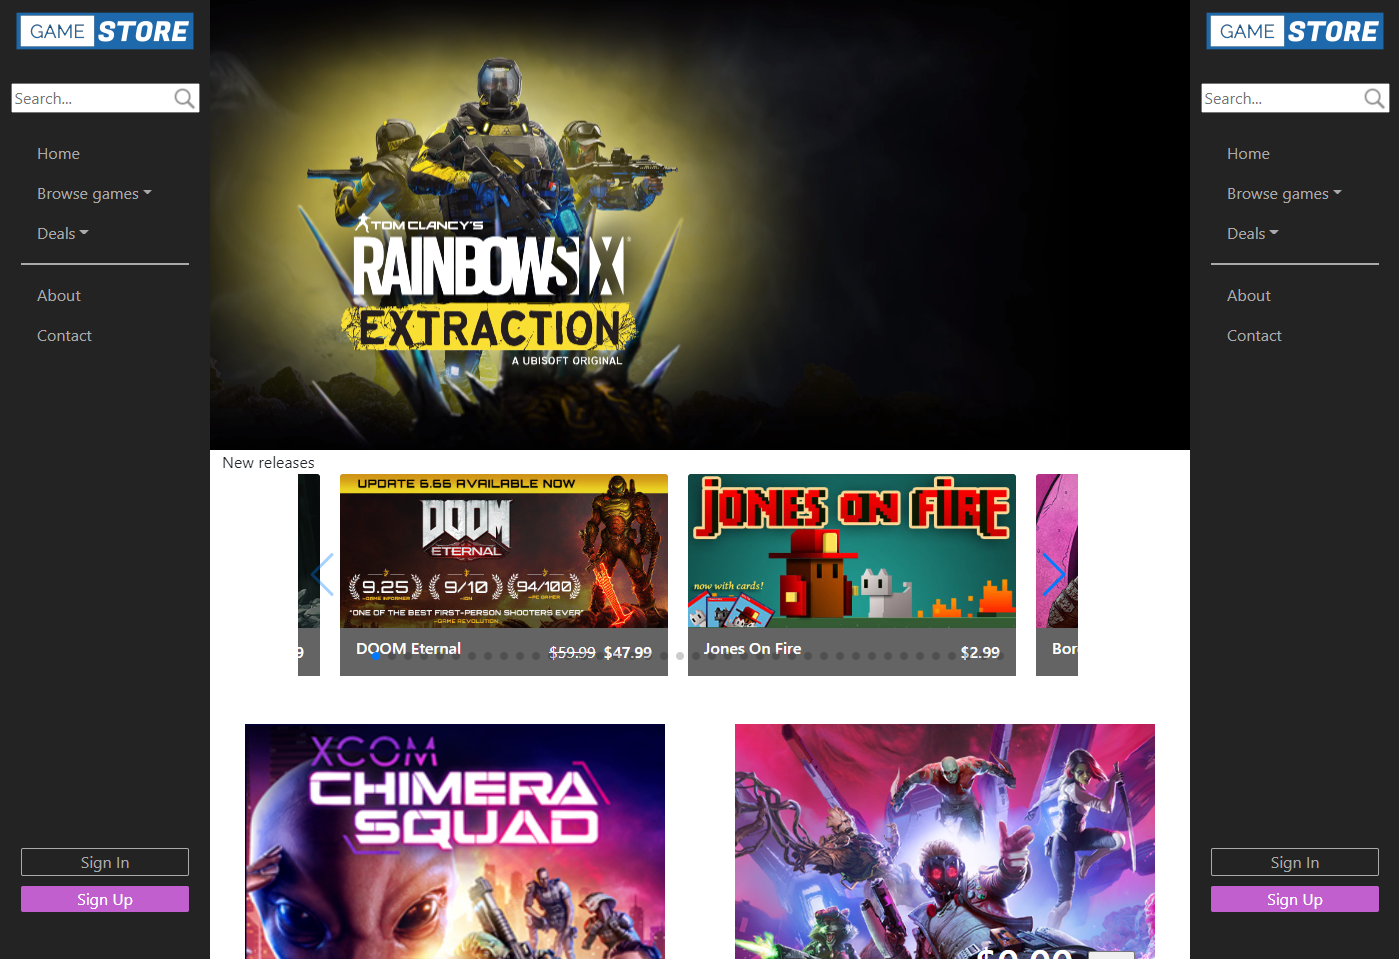 GAME STORE
Search...
Home
Browse games
Deals
About
Contact
Sign In
Sign Up
TOM CLANCY'S
RAINBOW SIX
EXTRACTION
A UBISOFT ORIGINAL
New releases
9
UPDATE 6.66 AVAILABLE NOW
DOOM
ETERNAL
9.25
~GAME INFORMER
9/10
~IGN
94/100
~PC GAMER
"ONE OF THE BEST FIRST-PERSON SHOOTERS EVER"
~GAME REVOLUTION
DOOM Eternal
$59.99 $47.99
JONES ON FIRE
now with cards!
Jones On Fire
$2.99
Bor
XCOM
CHIMERA
SQUAD
$0.00
GAME STORE
Search...
Home
Browse games
Deals
About
Contact
Sign In
Sign Up